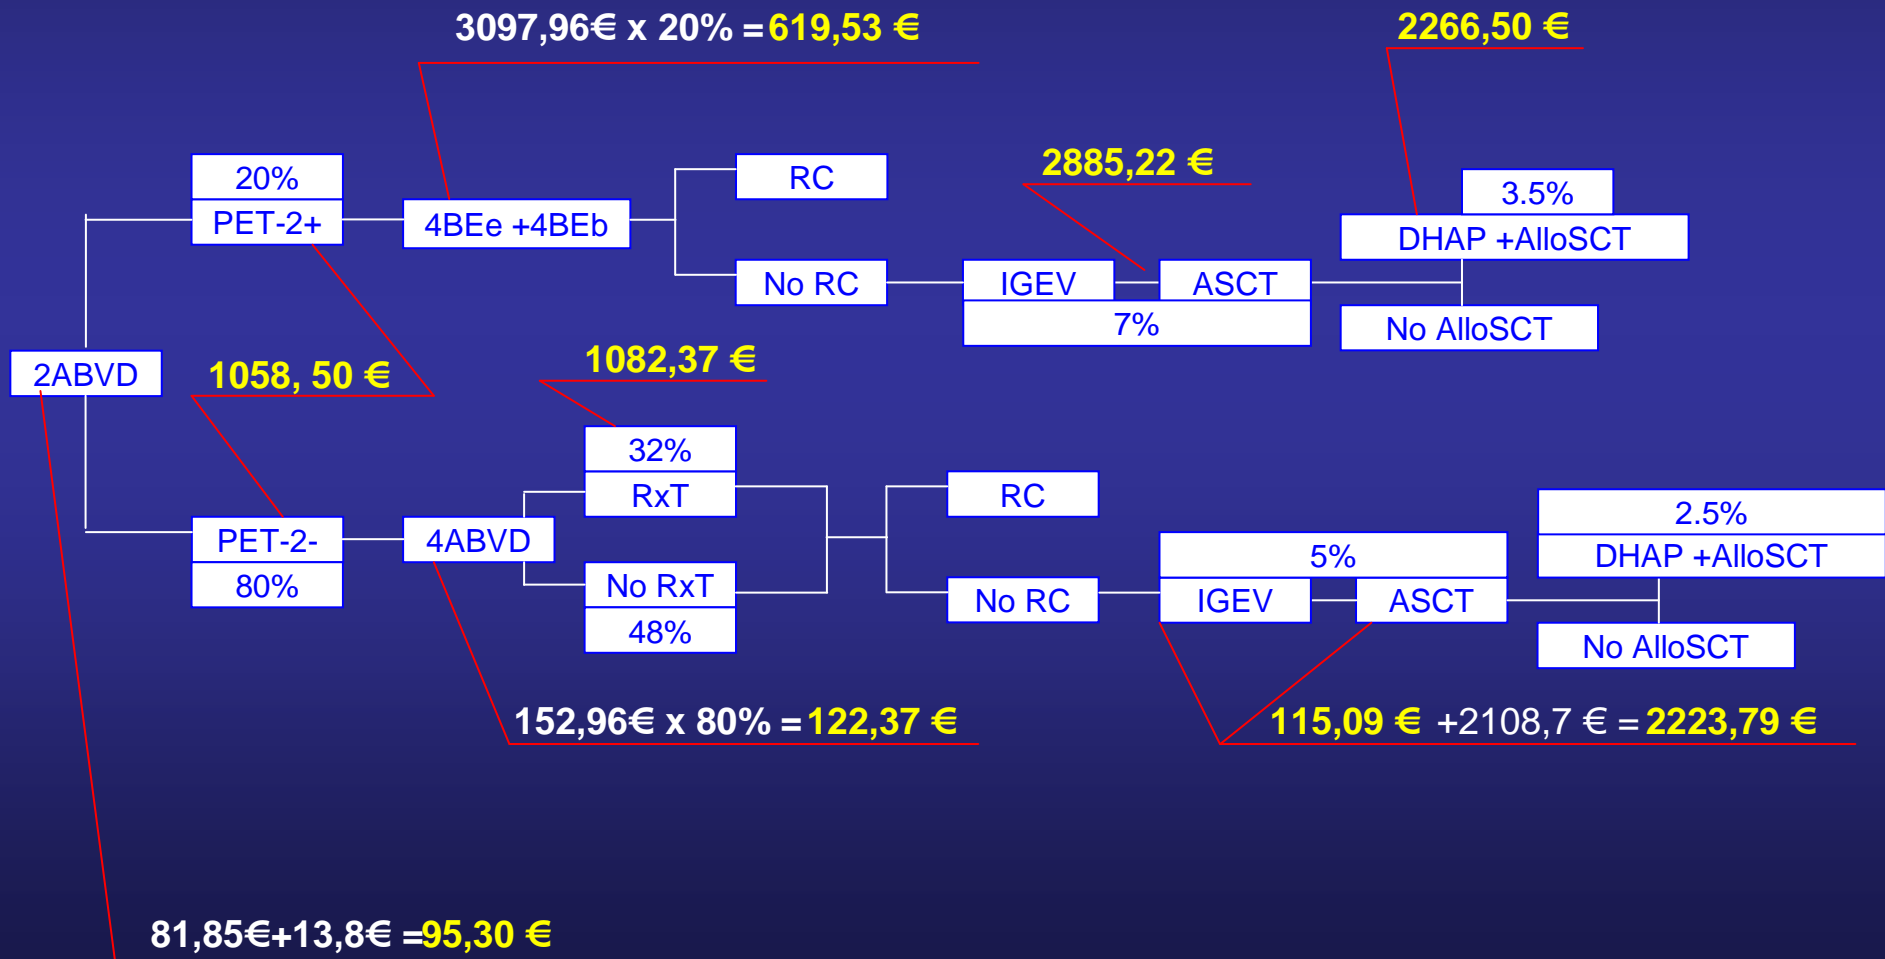 3097,96€ x 20% = 619,53 €
2266,50 €
20%
PET-2+
4BEe +4BEb
RC
No RC
2885,22 €
IGEV
ASCT
7%
3.5%
DHAP +AlloSCT
No AlloSCT
2ABVD
1058, 50 €
1082,37 €
32%
RxT
PET-2-
80%
4ABVD
No RxT
48%
RC
No RC
5%
IGEV
ASCT
2.5%
DHAP +AlloSCT
No AlloSCT
152,96€ x 80% = 122,37 €
115,09 € +2108,7 € = 2223,79 €
81,85€+13,8€ =95,30 €